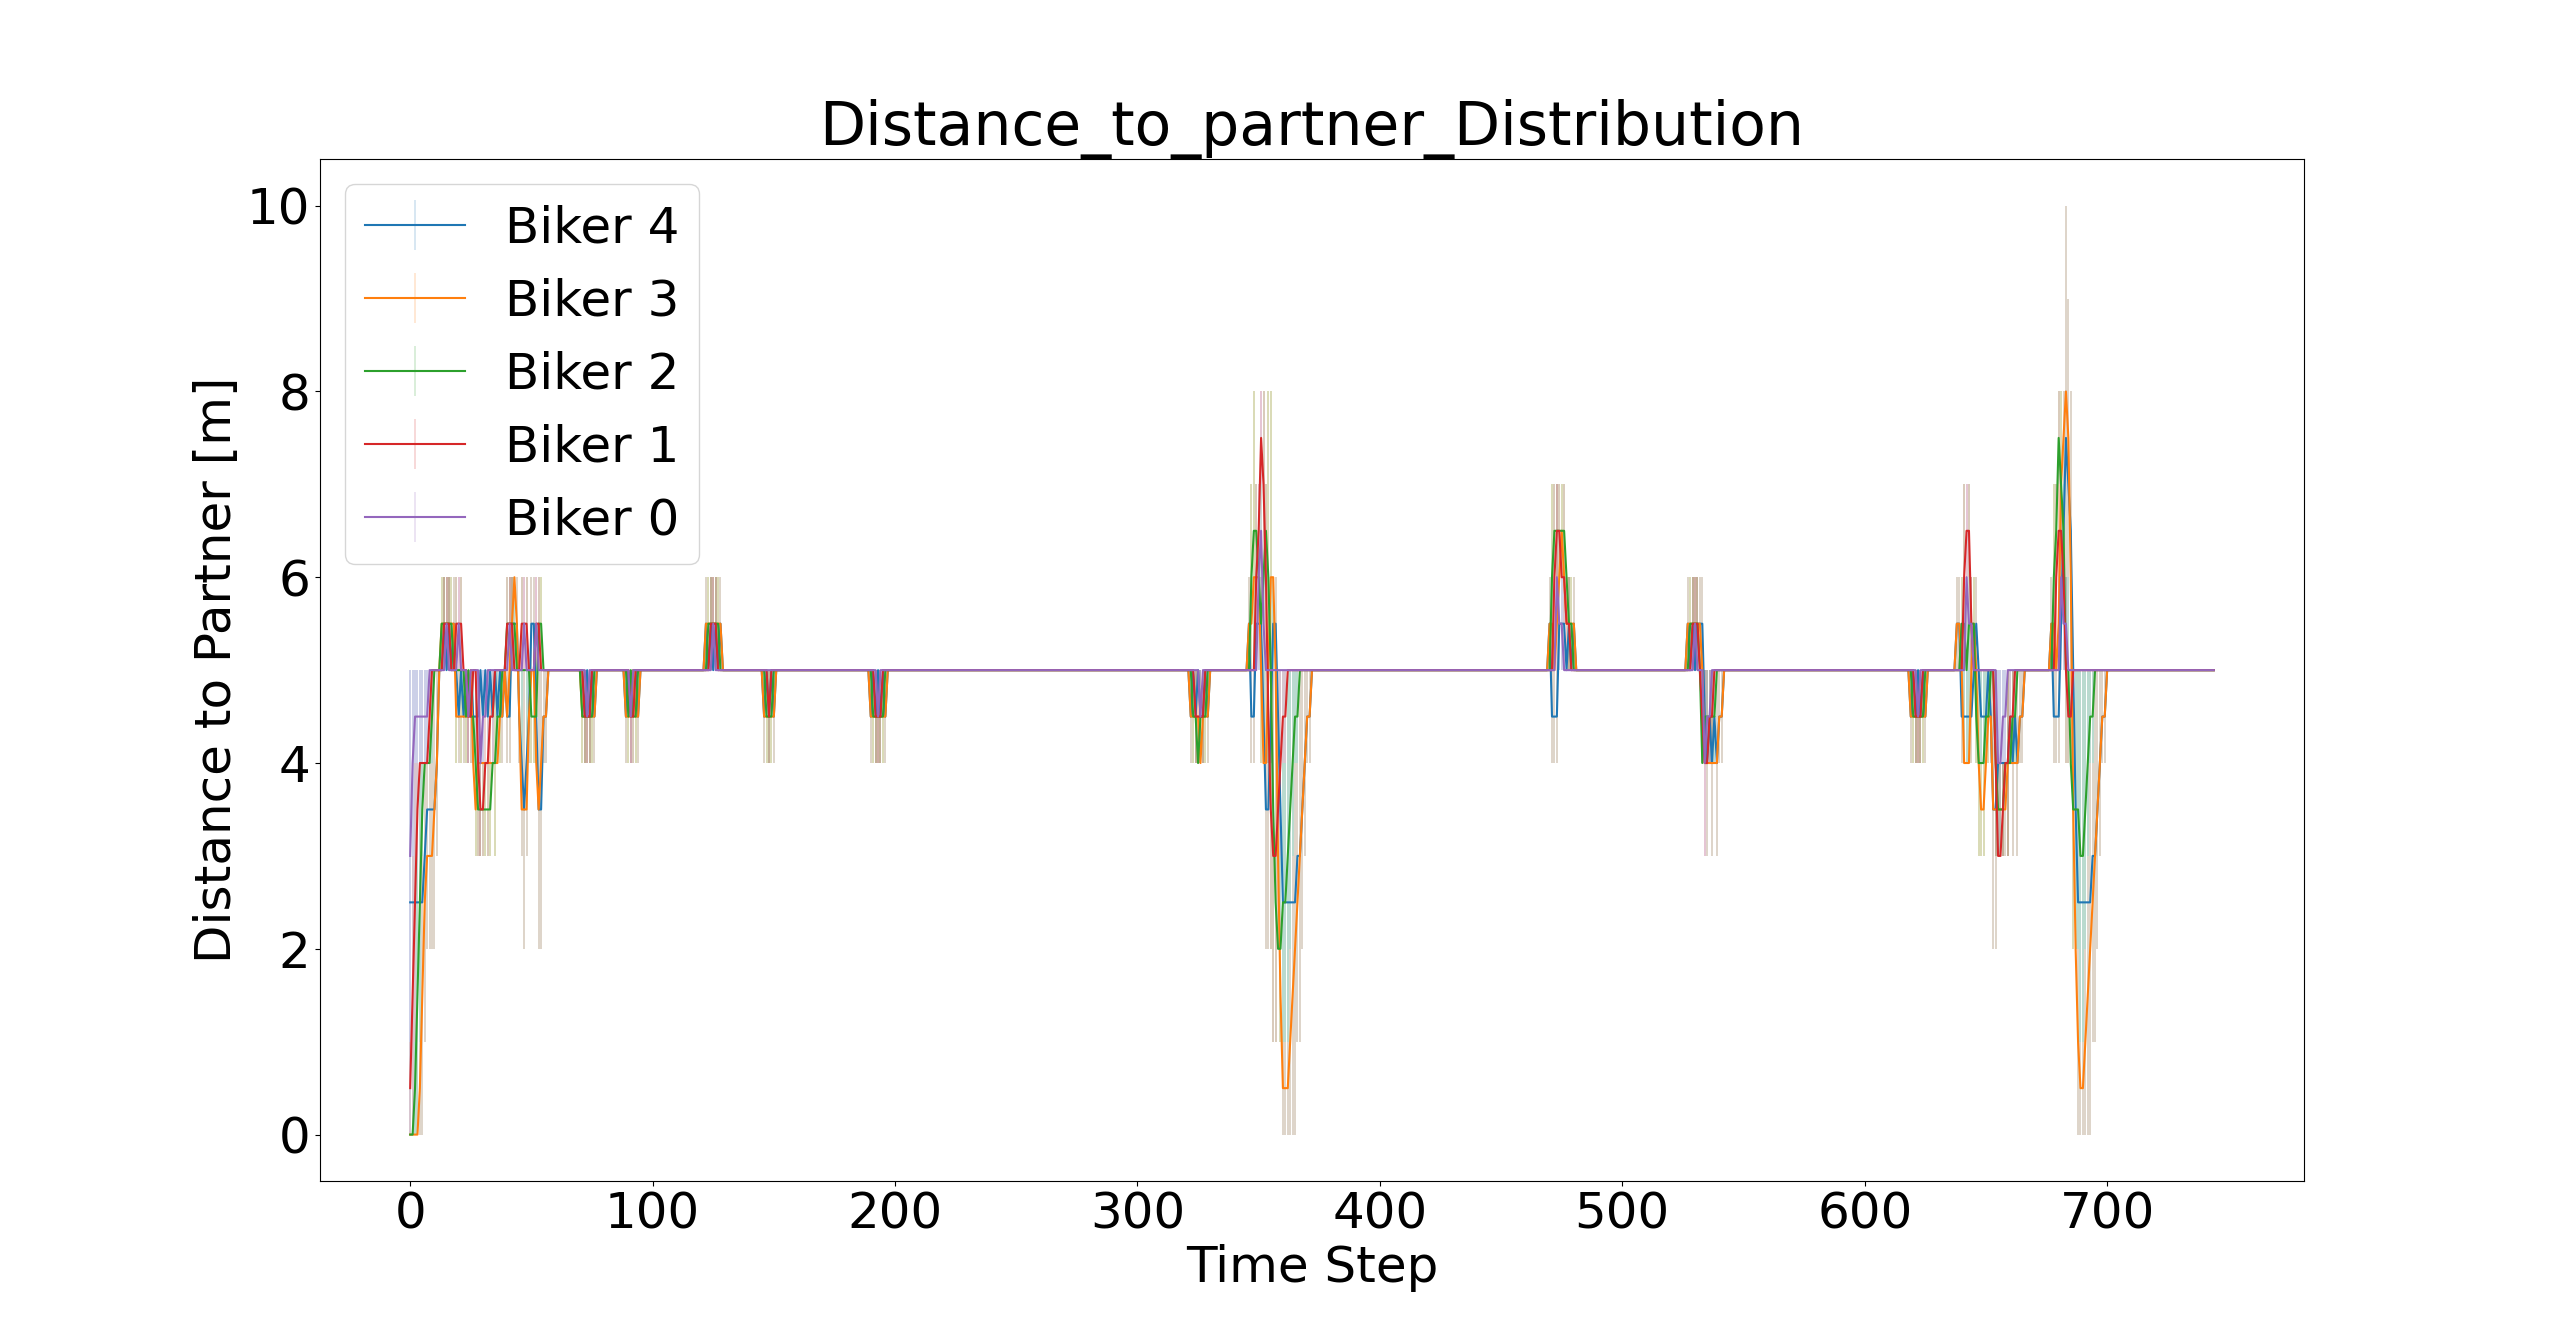 Distance_to_partner_Distribution
10
8
6
4
2
0
Distance to Partner [m]
Biker 4
Biker 3
Biker 2
Biker 1
Biker 0
0 100 200 300 400 500 600 700
Time Step